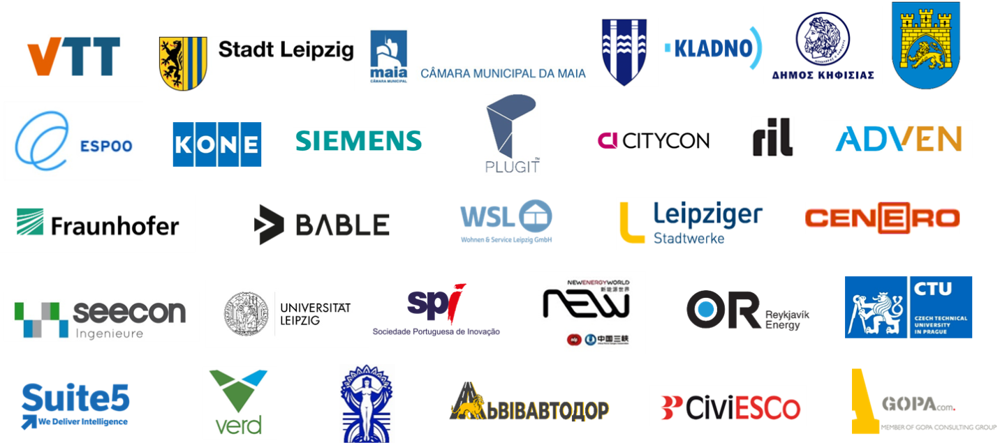 VTT
Stadt Leipzig
maia
CÂMARA MUNICIPAL
CÂMARA MUNICIPAL DA MAIA
KLADNO
ΔΗΜΟΣ ΚΗΦΙΣΙΑΣ
ESPOO
KONE
SIEMENS
PLUGIT™
CITYCON
ril
ADVEN
Fraunhofer
BABLE
WSL
Wohnen & Service Leipzig GmbH
Leipziger
Stadtwerke
CENERO
seecon
Ingenieure
UNIVERSITÄT
LEIPZIG
spi
Sociedade Portuguesa de Inovação
NEWENERGYWORLD
新能源世界
NEW
edp
中国三峡
OR
Reykjavík
Energy
CTU
CZECH TECHNICAL
UNIVERSITY
IN PRAGUE
Suite5
We Deliver Intelligence
verd
ЛЬВІВАВТОДОР
CiviESCo
GOPA com.
MEMBER OF GOPA CONSULTING GROUP